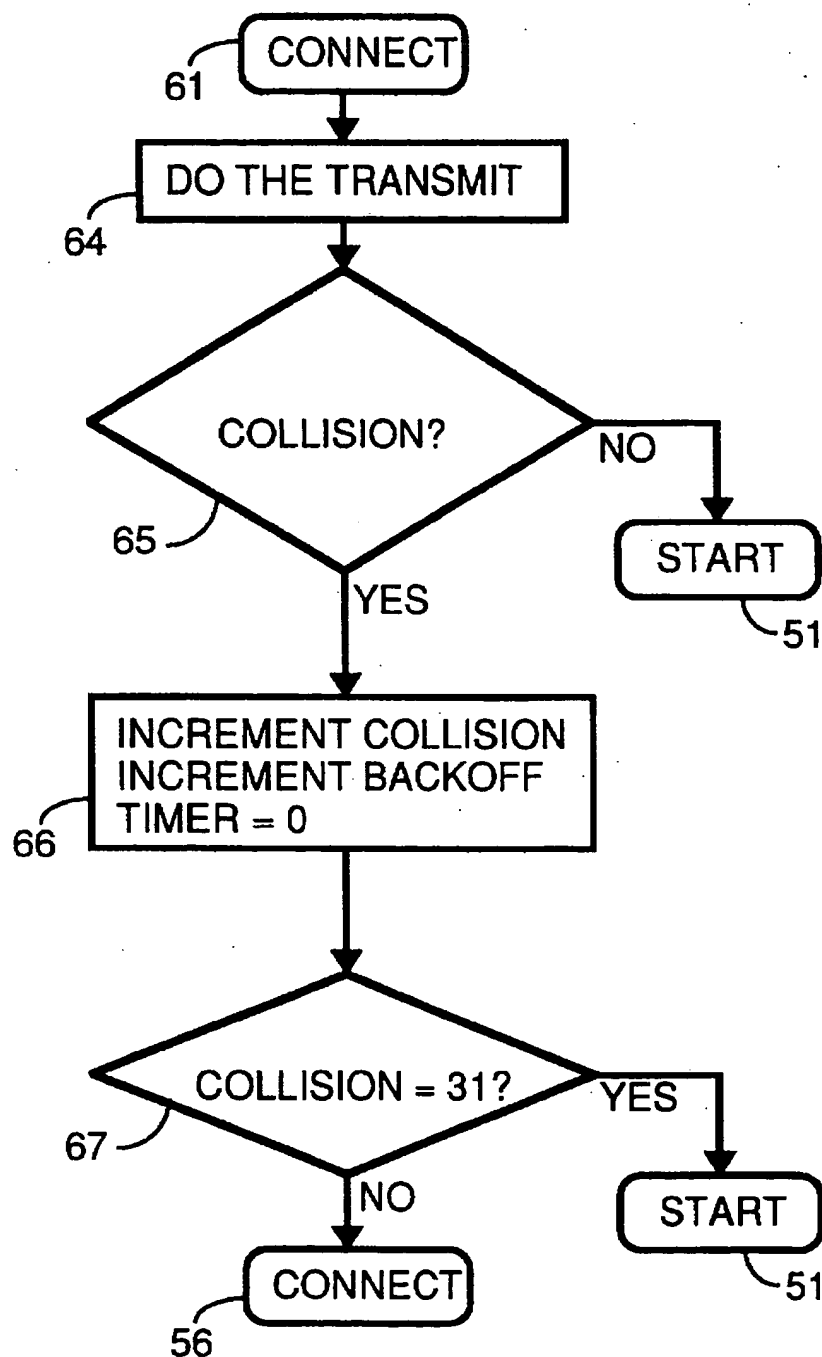 CONNECT
61
DO THE TRANSMIT
64
COLLISION?
NO
65
START
YES
51
INCREMENT COLLISION
INCREMENT BACKOFF
TIMER = 0
66
COLLISION = 31?
YES
67
NO
START
CONNECT
51
56